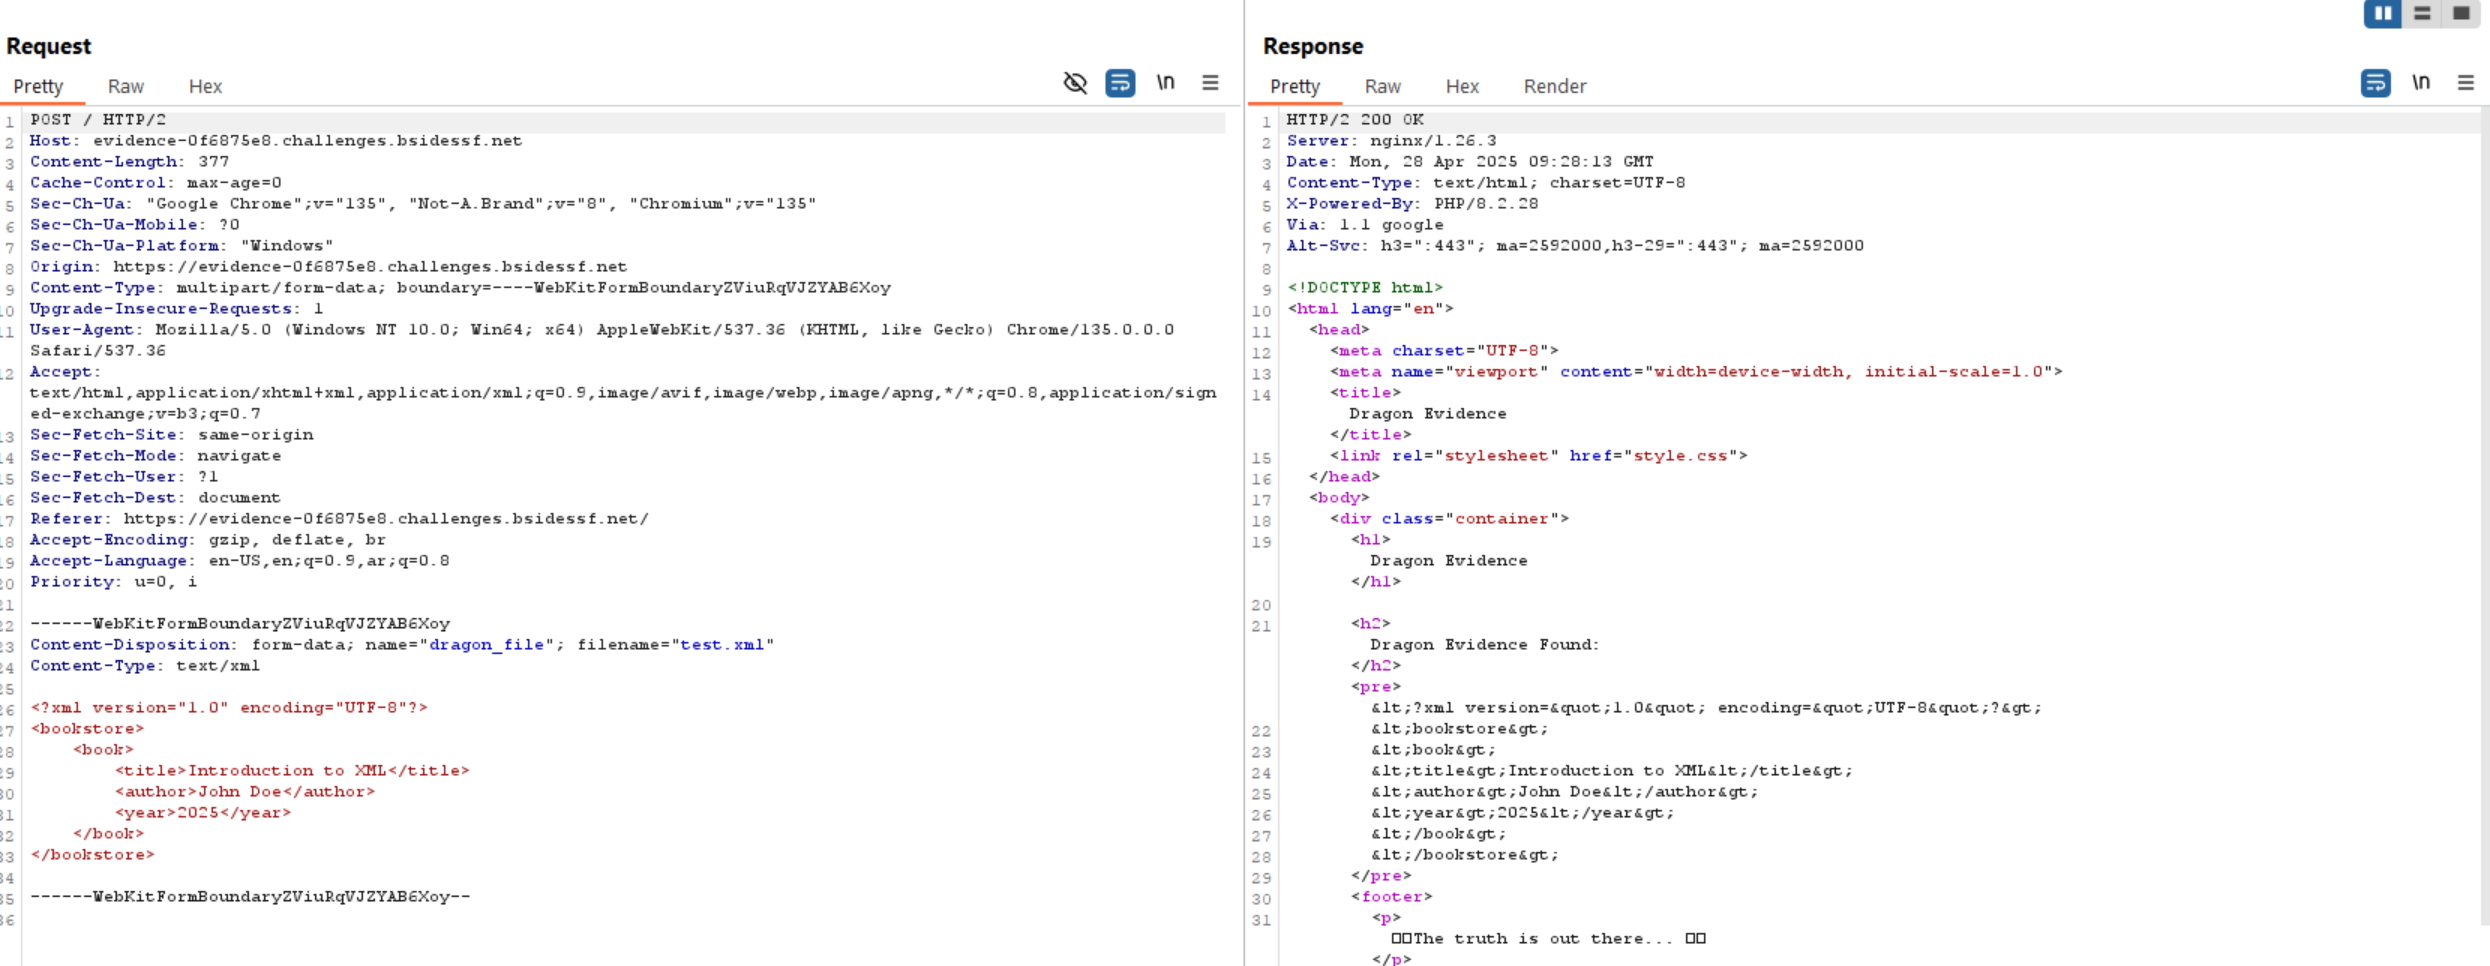 Request
Pretty Raw Hex
\n
1 POST / HTTP/2
2 Host: evidence-0f6875e8.challenges.bsidessf.net
3 Content-Length: 377
4 Cache-Control: max-age=0
5 Sec-Ch-Ua: "Google Chrome";v="135", "Not-A.Brand";v="8", "Chromium";v="135"
6 Sec-Ch-Ua-Mobile: ?0
7 Sec-Ch-Ua-Platform: "Windows"
8 Origin: https://evidence-0f6875e8.challenges.bsidessf.net
9 Content-Type: multipart/form-data; boundary=----WebKitFormBoundaryZViuRqVJZYAB6Xoy
10 Upgrade-Insecure-Requests: 1
11 User-Agent: Mozilla/5.0 (Windows NT 10.0; Win64; x64) AppleWebKit/537.36 (KHTML, like Gecko) Chrome/135.0.0.0
Safari/537.36
12 Accept:
text/html,application/xhtml+xml,application/xml;q=0.9,image/avif,image/webp,image/apng,*/*;q=0.8,application/sign
ed-exchange;v=b3;q=0.7
13 Sec-Fetch-Site: same-origin
14 Sec-Fetch-Mode: navigate
15 Sec-Fetch-User: ?1
16 Sec-Fetch-Dest: document
17 Referer: https://evidence-0f6875e8.challenges.bsidessf.net/
18 Accept-Encoding: gzip, deflate, br
19 Accept-Language: en-US,en;q=0.9,ar;q=0.8
20 Priority: u=0, i
21
22 ------WebKitFormBoundaryZViuRqVJZYAB6Xoy
23 Content-Disposition: form-data; name="dragon_file"; filename="test.xml"
24 Content-Type: text/xml
25
26 <?xml version="1.0" encoding="UTF-8"?>
27 <bookstore>
28 <book>
29 <title>Introduction to XML</title>
30 <author>John Doe</author>
31 <year>2025</year>
32 </book>
33 </bookstore>
34
35 ------WebKitFormBoundaryZViuRqVJZYAB6Xoy--
36
Response
Pretty Raw Hex Render
\n
1 HTTP/2 200 OK
2 Server: nginx/1.26.3
3 Date: Mon, 28 Apr 2025 09:28:13 GMT
4 Content-Type: text/html; charset=UTF-8
5 X-Powered-By: PHP/8.2.28
6 Via: 1.1 google
7 Alt-Svc: h3=":443"; ma=2592000,h3-29=":443"; ma=2592000
8
9 <!DOCTYPE html>
10 <html lang="en">
11 <head>
12 <meta charset="UTF-8">
13 <meta name="viewport" content="width=device-width, initial-scale=1.0">
14 <title>
Dragon Evidence
</title>
15 <link rel="stylesheet" href="style.css">
16 </head>
17 <body>
18 <div class="container">
19 <h1>
Dragon Evidence
</h1>
20
21 <h2>
Dragon Evidence Found:
</h2>
<pre>
&lt;?xml version=&quot;1.0&quot; encoding=&quot;UTF-8&quot;?&gt;
22 &lt;bookstore&gt;
23 &lt;book&gt;
24 &lt;title&gt;Introduction to XML&lt;/title&gt;
25 &lt;author&gt;John Doe&lt;/author&gt;
26 &lt;year&gt;2025&lt;/year&gt;
27 &lt;/book&gt;
28 &lt;/bookstore&gt;
29 </pre>
30 <footer>
31 <p>
The truth is out there...
</p>